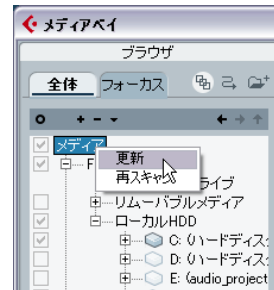 メディアベイ
ブラウザ
全体 フォーカス
メディア
更新
再スキャン
F
ライブ
リムーバブルメディア
ローカルHDD
C: (ハードディス
D: (ハードディス
E: (audio_project